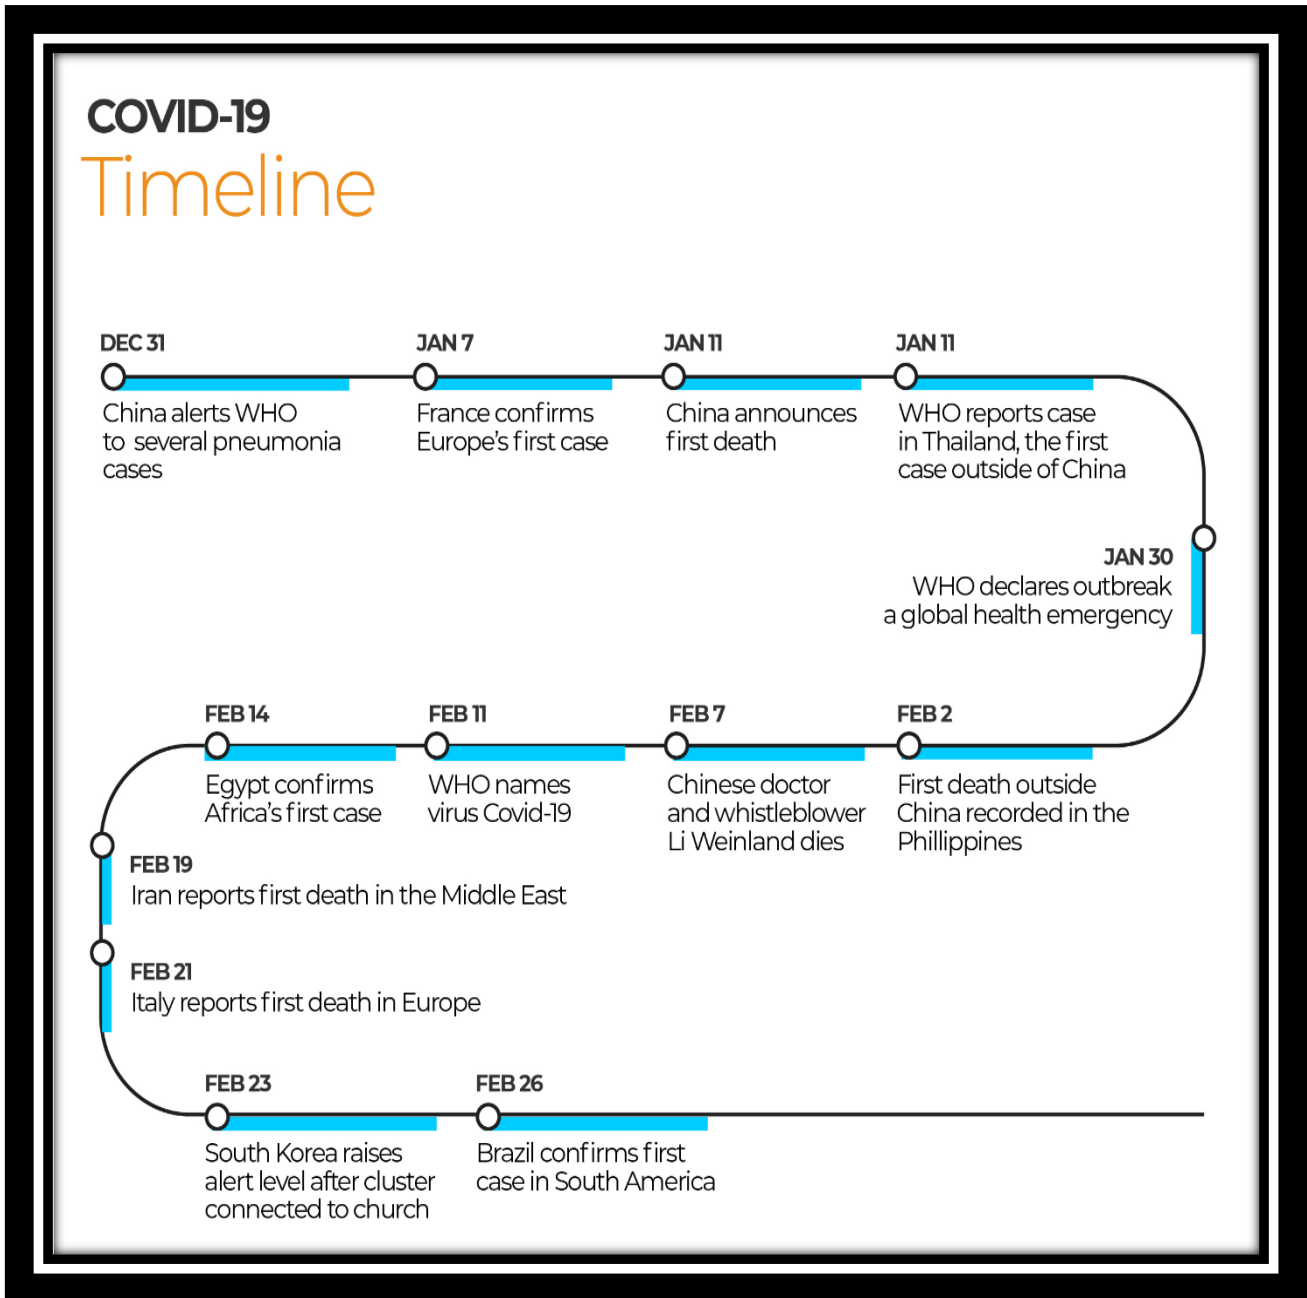 COVID-19
Timeline
DEC 31
China alerts WHO
to several pneumonia
cases
JAN 7
France confirms
Europe's first case
JAN 11
China announces
first death
JAN 11
WHO reports case
in Thailand, the first
case outside of China
JAN 30
WHO declares outbreak
a global health emergency
FEB 2
First death outside
China recorded in the
Phillippines
FEB 7
Chinese doctor
and whistleblower
Li Weinland dies
FEB 11
WHO names
virus Covid-19
FEB 14
Egypt confirms
Africa's first case
FEB 19
Iran reports first death in the Middle East
FEB 21
Italy reports first death in Europe
FEB 23
South Korea raises
alert level after cluster
connected to church
FEB 26
Brazil confirms first
case in South America